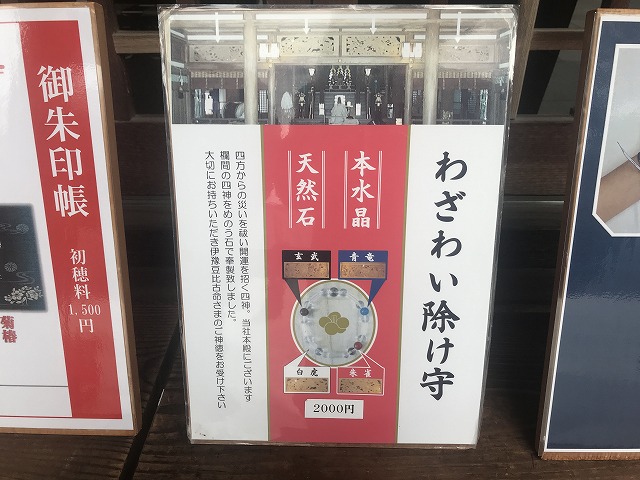 御朱印帳
初穂料
1,500円
菊椿
わざわい除け守
本水晶
天然石
四方からの災いを祓い開運を招く四神。当社本殿にございます
欄間の四神をめのう石で奉製致しました。
大切にお持ちいただき伊豫豆比古命さまのご神徳をお受け下さい
玄武
青竜
白虎
朱雀
2000円